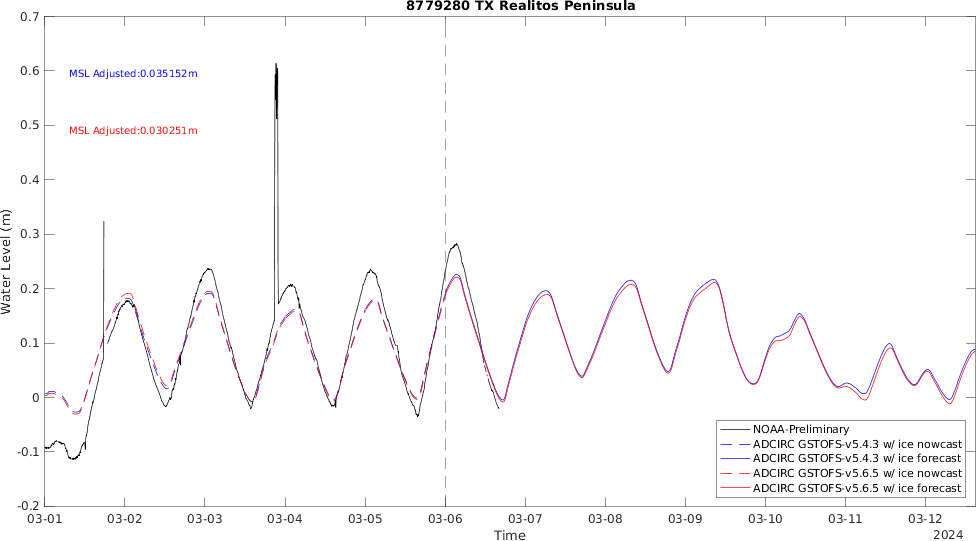 8779280 TX Realitos Peninsula
0.7
0.6
0.5
0.4
0.3
0.2
0.1
0
-0.1
-0.2
Water Level (m)
MSL Adjusted:0.035152m
MSL Adjusted:0.030251m
NOAA-Preliminary
ADCIRC GSTOFS-v5.4.3 w/ ice nowcast
ADCIRC GSTOFS-v5.4.3 w/ ice forecast
ADCIRC GSTOFS-v5.6.5 w/ ice nowcast
ADCIRC GSTOFS-v5.6.5 w/ ice forecast
03-01 03-02 03-03 03-04 03-05 03-06 03-07 03-08 03-09 03-10 03-11 03-12
Time
2024